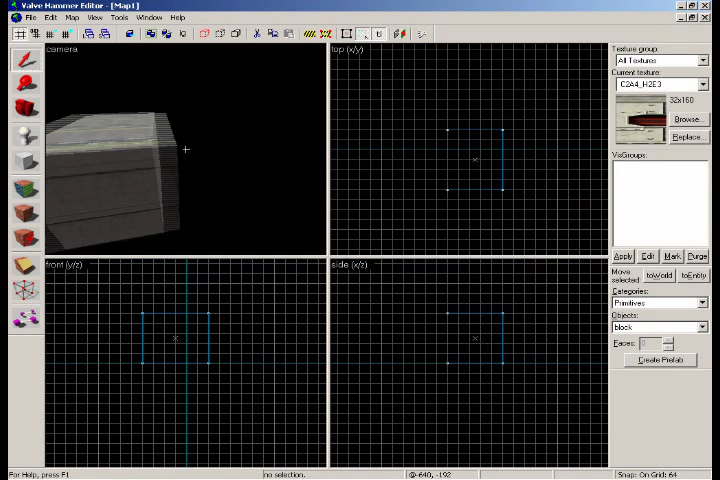 Valve Hammer Editor - [Map1]
File Edit Map View Tools Window Help
camera
top (x/y)
front (y/z)
side (x/z)
Texture group:
All Textures
Current texture:
C2A4_H2E3
32x160
Browse...
Replace...
VisGroups:
Apply Edit Mark Purge
Move selected:
toWorld toEntity
Categories:
Primitives
Objects:
block
Faces: 0
Create Prefab
For Help, press F1 no selection. @-640, -192 Snap: On Grid: 64